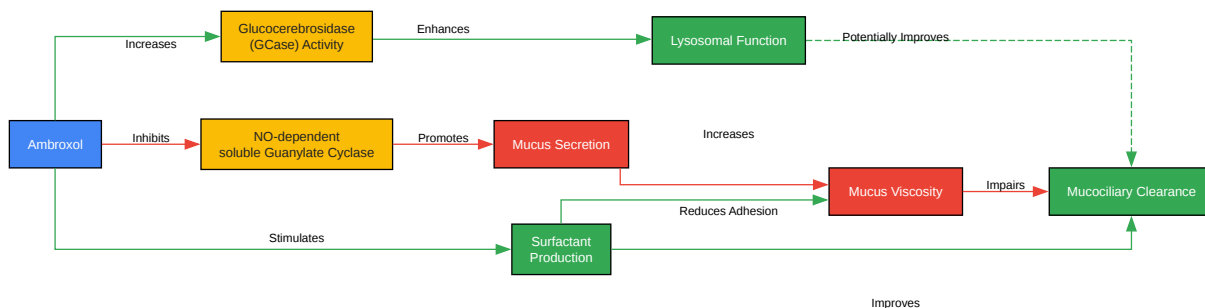 Glucocerebrosidase
(GCase) Activity
Enhances
Increases
Lysosomal Function
Potentially Improves
Ambroxol
Inhibits
NO-dependent
soluble Guanylate Cyclase
Promotes
Mucus Secretion
Increases
Mucus Viscosity
Impairs
Mucociliary Clearance
Reduces Adhesion
Stimulates
Surfactant
Production
Improves